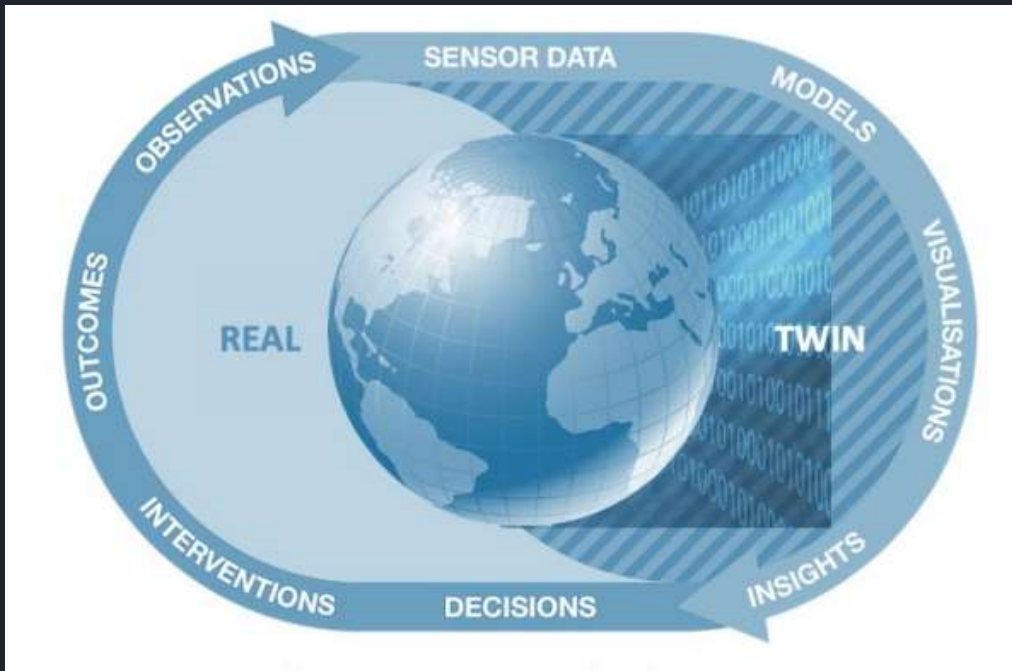 SENSOR DATA
MODELS
VISUALISATIONS
INSIGHTS
DECISIONS
INTERVENTIONS
OUTCOMES
OBSERVATIONS
REAL
TWIN